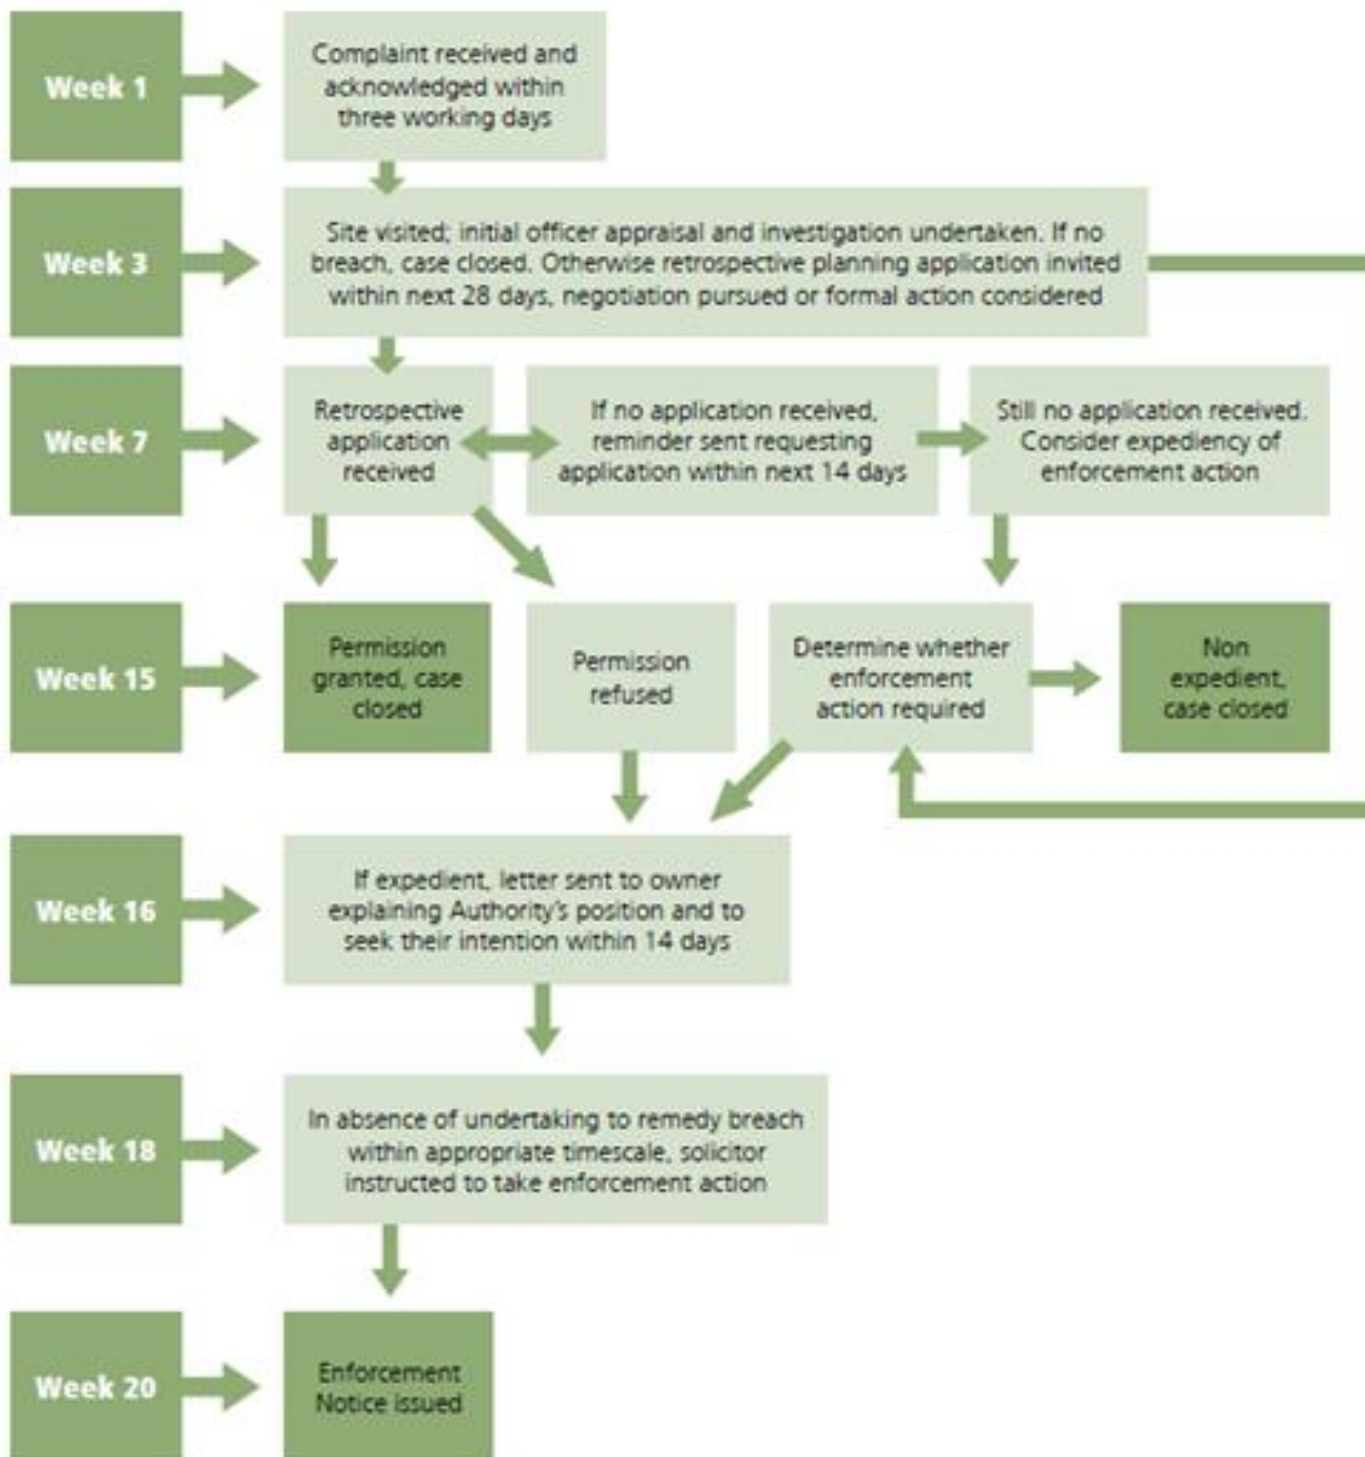 Week 1
Complaint received and
acknowledged within
three working days
Week 3
Site visited; initial officer appraisal and investigation undertaken. If no
breach, case closed. Otherwise retrospective planning application invited
within next 28 days, negotiation pursued or formal action considered
Week 7
Retrospective
application
received
If no application received,
reminder sent requesting
application within next 14 days
Still no application received.
Consider expediency of
enforcement action
Week 15
Permission
granted, case
closed
Permission
refused
Determine whether
enforcement
action required
Non
expedient,
case closed
Week 16
If expedient, letter sent to owner
explaining Authority's position and to
seek their intention within 14 days
Week 18
In absence of undertaking to remedy breach
within appropriate timescale, solicitor
instructed to take enforcement action
Week 20
Enforcement
Notice issued